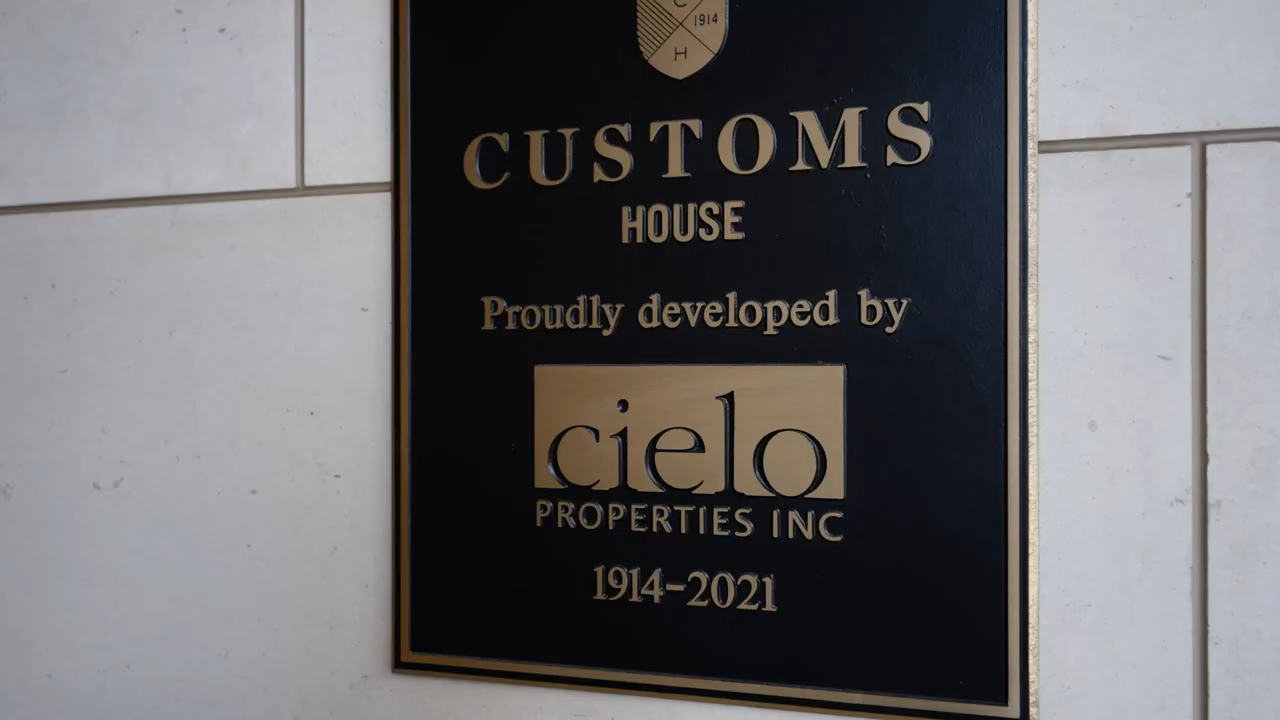 C
1914
H
CUSTOMS
HOUSE
Proudly developed by
cielo
PROPERTIES INC
1914-2021